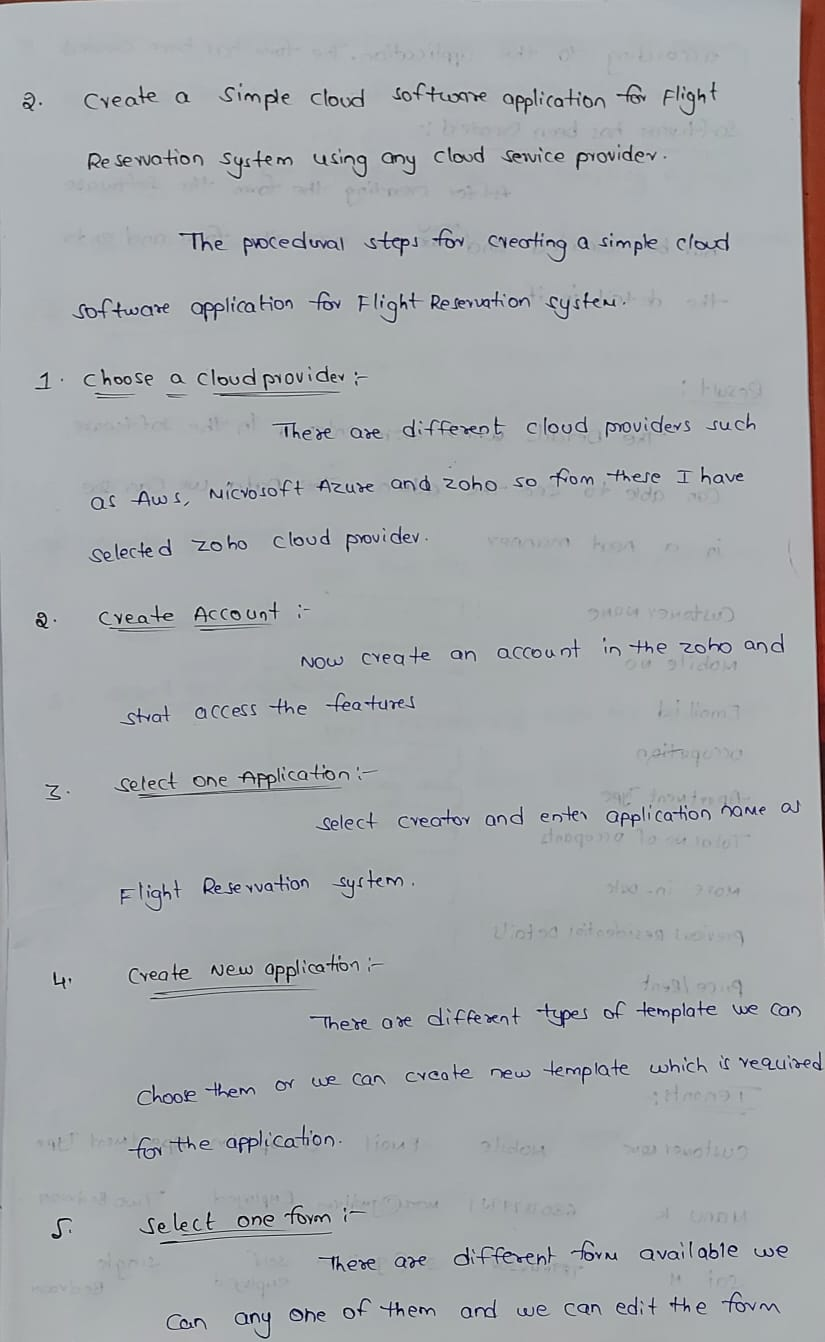 2. Create a simple cloud software application for Flight
Reservation system using any cloud service provider.
The procedural steps for creating a simple cloud
software application for Flight Reservation system.
1. Choose a cloud provider :-
There are different cloud providers such
as Aws, Microsoft Azure and zoho so from these I have
selected zoho cloud provider.
2. Create Account :-
Now create an account in the zoho and
strat access the features
3. Select one Application :-
select creator and enter application name as
Flight Reservation system.
4. Create New application :-
There are different types of template we can
choose them or we can create new template which is required
for the application.
5. Select one form :-
There are different form available we
can any one of them and we can edit the form